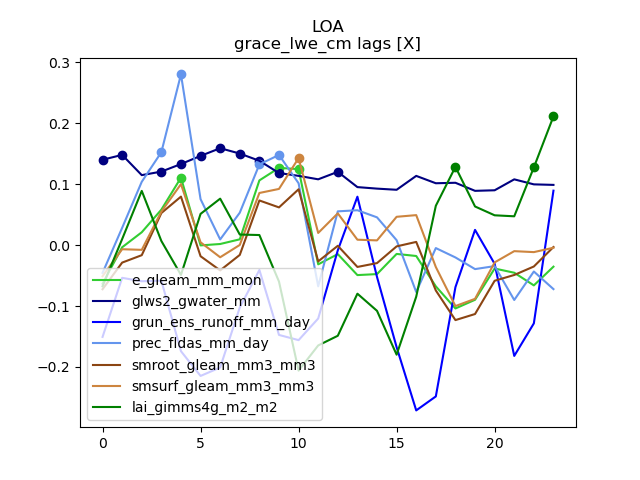 LOA
grace_lwe_cm lags [X]
0.3
0.2
0.1
0.0
−0.1
−0.2
e_gleam_mm_mon
glws2_gwater_mm
grun_ens_runoff_mm_day
prec_fldas_mm_day
smroot_gleam_mm3_mm3
smsurf_gleam_mm3_mm3
lai_gimms4g_m2_m2
0 5 10 15 20